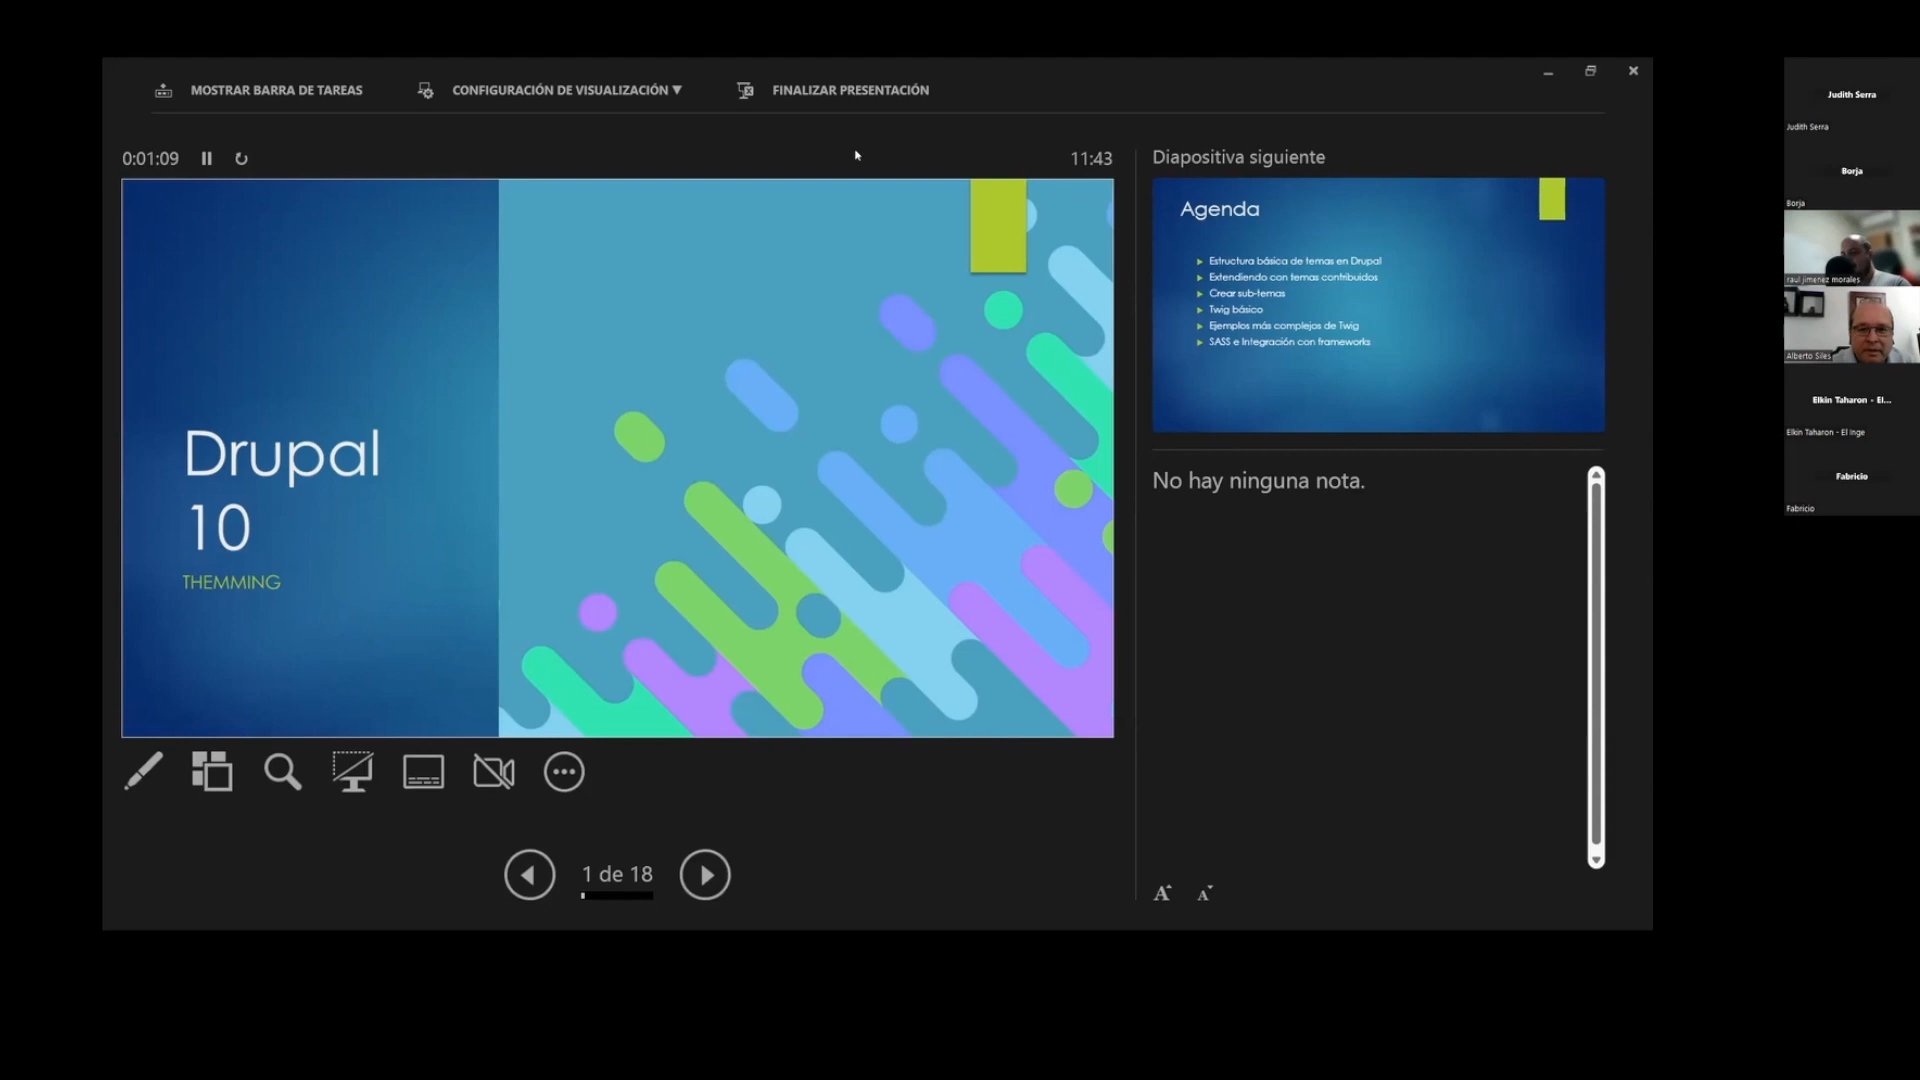 MOSTRAR BARRA DE TAREAS
CONFIGURACIÓN DE VISUALIZACIÓN ▼
FINALIZAR PRESENTACIÓN
0:01:09
11:43
Drupal
10
THEMMING
1 de 18
Diapositiva siguiente
Agenda
Estructura básica de temas en Drupal
Extendiendo con temas contribuidos
Crear sub-temas
Twig básico
Ejemplos más complejos de Twig
SASS e Integración con frameworks
No hay ninguna nota.
A A
Judith Serra
Judith Serra
Borja
Borja
raul jimenez morales
Alberto Siles
Elkin Taharon - El...
Elkin Taharon - El Inge
Fabricio
Fabricio